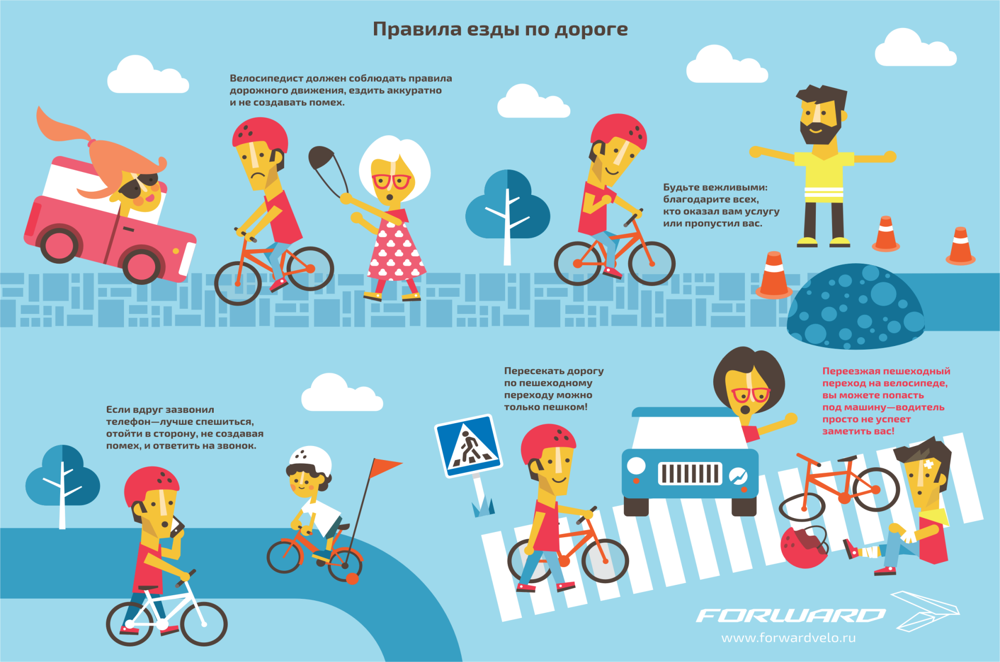 Правила езды по дороге
Велосипедист должен соблюдать правила
дорожного движения, ездить аккуратно
и не создавать помех.
Будьте вежливыми:
благодарите всех,
кто оказал вам услугу
или пропустил вас.
Если вдруг зазвонил
телефон—лучше спешиться,
отойти в сторону, не создавая
помех, и ответить на звонок.
Пересекать дорогу
по пешеходному
переходу можно
только пешком!
Переезжая пешеходный
переход на велосипеде,
вы можете попасть
под машину—водитель
просто не успеет
заметить вас!
FORWARD
www.forwardvelo.ru